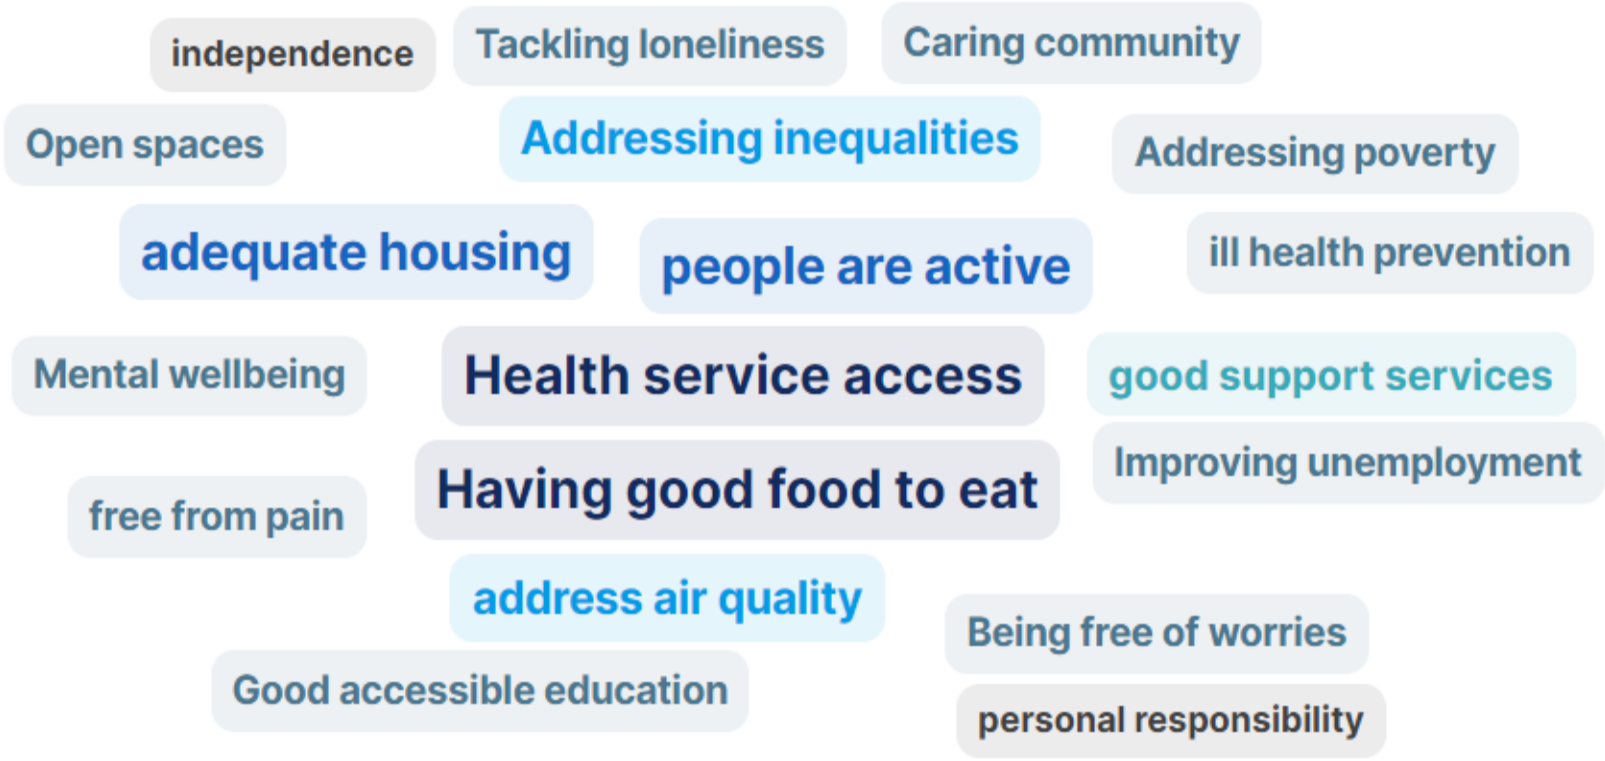 independence
Tackling loneliness
Caring community
Open spaces
Addressing inequalities
Addressing poverty
adequate housing
people are active
ill health prevention
Mental wellbeing
Health service access
good support services
Improving unemployment
Having good food to eat
free from pain
address air quality
Being free of worries
Good accessible education
personal responsibility